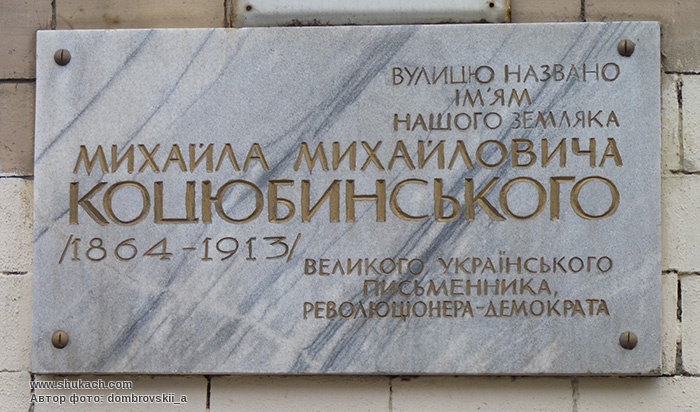 ВУЛИЦЮ НАЗВАНО
ІМ'ЯМ
НАШОГО ЗЕМЛЯКА
МИХАЙЛА МИХАЙЛОВИЧА
КОЦЮБИНСЬКОГО
/1864-1913/
ВЕЛИКОГО УКРАЇНСЬКОГО
ПИСЬМЕННИКА,
РЕВОЛЮЦІОНЕРА-ДЕМОКРАТА
www.shukach.com
Автор фото: dombrovskii_a